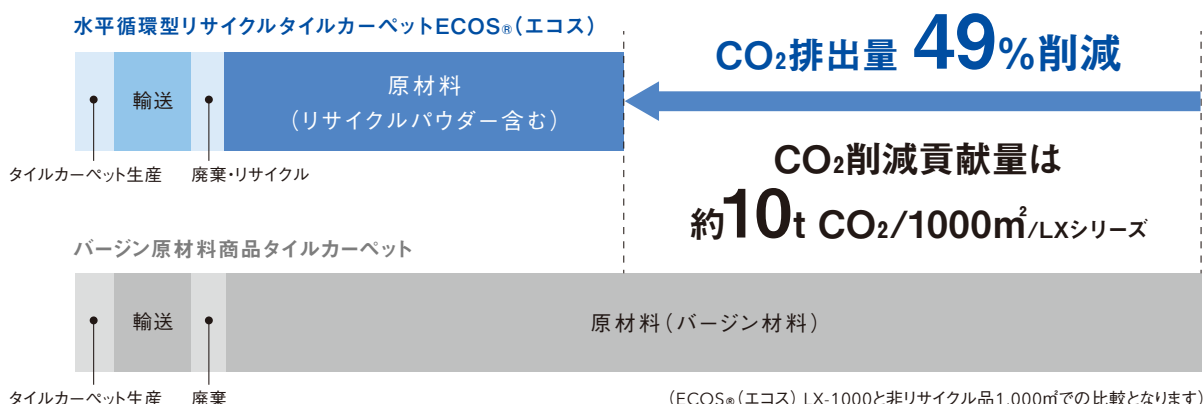 水平循環型リサイクルタイルカーペットECOS®(エコス)
CO2排出量 49%削減
輸送
原材料
(リサイクルパウダー含む)
タイルカーペット生産
廃棄・リサイクル
CO2削減貢献量は
約10t CO2/1000㎡/LXシリーズ
バージン原材料商品タイルカーペット
輸送
原材料(バージン材料)
タイルカーペット生産
廃棄
(ECOS®(エコス) LX-1000と非リサイクル品1,000㎡での比較となります)